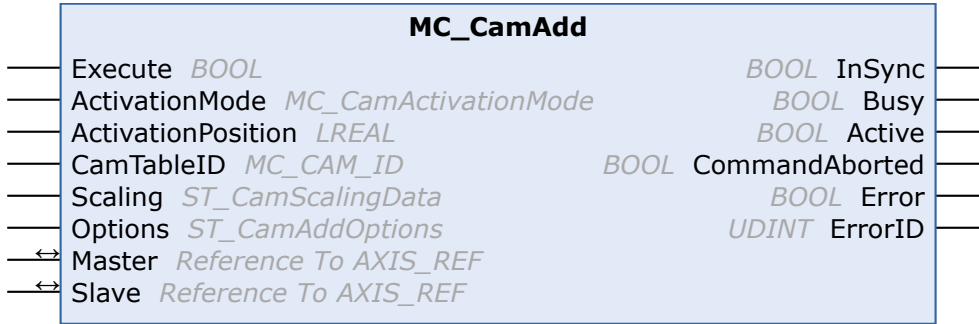 MC_CamAdd
Execute BOOL BOOL InSync
ActivationMode MC_CamActivationMode BOOL Busy
ActivationPosition LREAL BOOL Active
CamTableID MC_CAM_ID BOOL CommandAborted
Scaling ST_CamScalingData BOOL Error
Options ST_CamAddOptions UDINT ErrorID
Master Reference To AXIS_REF
Slave Reference To AXIS_REF